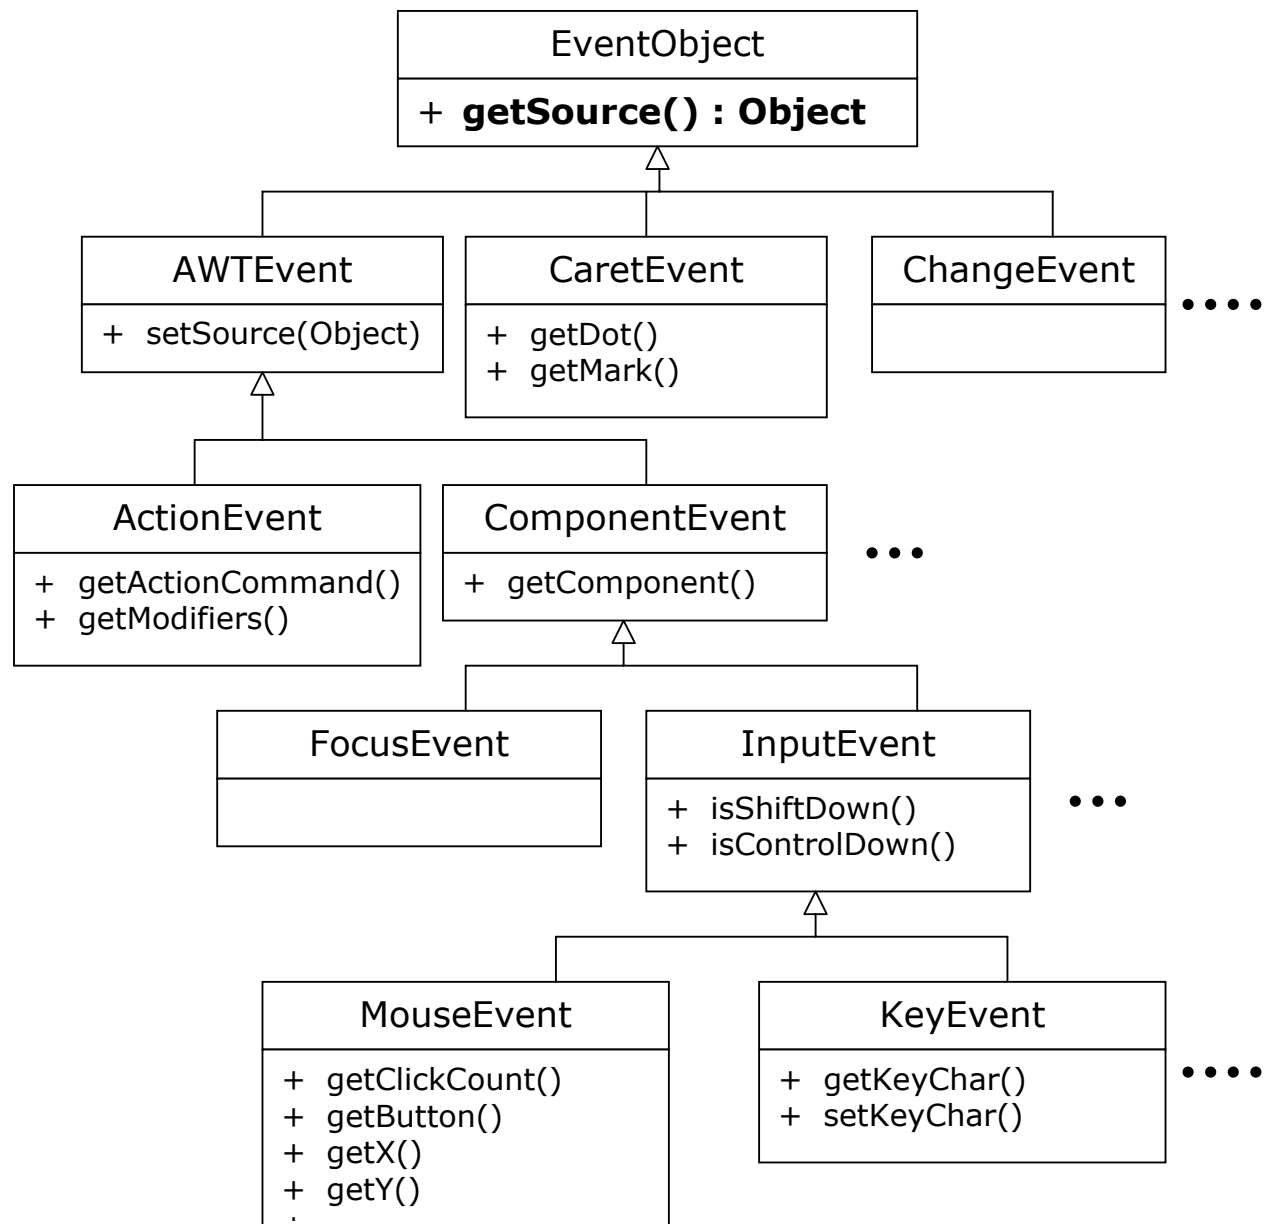 EventObject
+ getSource() : Object
AWTEvent
+ setSource(Object)
CaretEvent
+ getDot()
+ getMark()
ChangeEvent
ActionEvent
+ getActionCommand()
+ getModifiers()
ComponentEvent
+ getComponent()
FocusEvent
InputEvent
+ isShiftDown()
+ isControlDown()
MouseEvent
+ getClickCount()
+ getButton()
+ getX()
+ getY()
KeyEvent
+ getKeyChar()
+ setKeyChar()